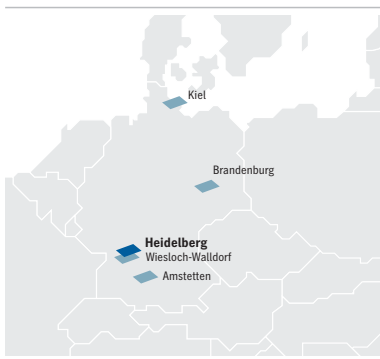 Kiel
Brandenburg
Heidelberg
Wiesloch-Walldorf
Amstetten